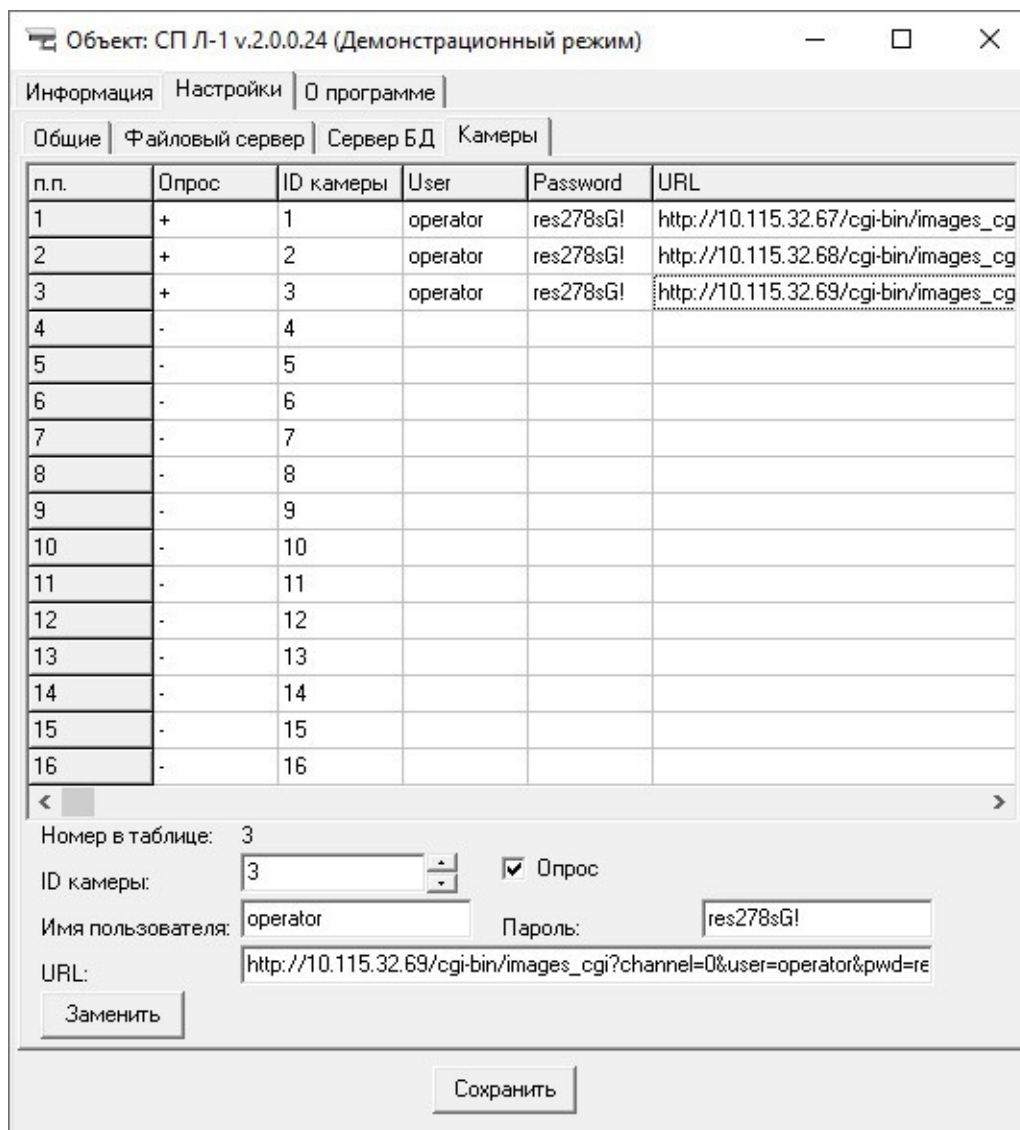 Объект: СП Л-1 v.2.0.0.24 (Демонстрационный режим)
Информация Настройки О программе
Общие Файловый сервер Сервер БД Камеры
п.п. Опрос ID камеры User Password URL
1 + 1 operator res278sG! http://10.115.32.67/cgi-bin/images_cg
2 + 2 operator res278sG! http://10.115.32.68/cgi-bin/images_cg
3 + 3 operator res278sG! http://10.115.32.69/cgi-bin/images_cg
4 - 4
5 - 5
6 - 6
7 - 7
8 - 8
9 - 9
10 - 10
11 - 11
12 - 12
13 - 13
14 - 14
15 - 15
16 - 16
Номер в таблице: 3
ID камеры: 3 Опрос
Имя пользователя: operator Пароль: res278sG!
URL: http://10.115.32.69/cgi-bin/images_cgi?channel=0&user=operator&pwd=re
Заменить
Сохранить